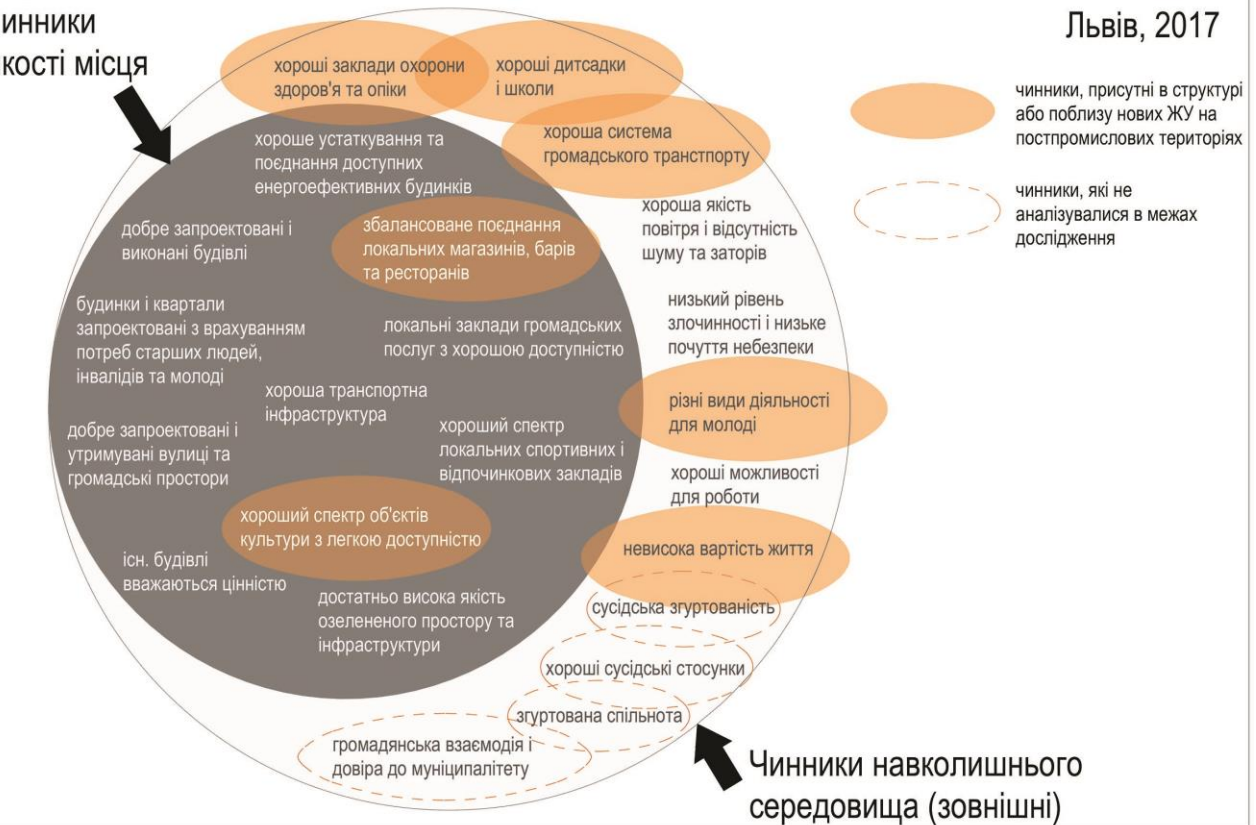 инники
кості місця
Львів, 2017
чинники, присутні в структурі
або поблизу нових ЖУ на
постпромислових територіях
чинники, які не
аналізувалися в межах
дослідження
хороші заклади охорони
здоров'я та опіки
хороші дитсадки
і школи
хороша система
громадського транстпорту
хороше устаткування та
поєднання доступних
енергоефективних будинків
добре запроектовані і
виконані будівлі
збалансоване поєднання
локальних магазинів, барів
та ресторанів
хороша якість
повітря і відсутність
шуму та заторів
будинки і квартали
запроектовані з врахуванням
потреб старших людей,
інвалідів та молоді
локальні заклади громадських
послуг з хорошою доступністю
низький рівень
злочинності і низьке
почуття небезпеки
хороша транспортна
інфраструктура
різні види діяльності
для молоді
добре запроектовані і
утримувані вулиці та
громадські простори
хороший спектр
локальних спортивних і
відпочинкових закладів
хороші можливості
для роботи
хороший спектр об'єктів
культури з легкою доступністю
невисока вартість життя
існ. будівлі
вважаються цінністю
достатньо висока якість
озелененого простору та
інфраструктури
сусідська згуртованість
хороші сусідські стосунки
згуртована спільнота
громадянська взаємодія і
довіра до муніципалітету
Чинники навколишнього
середовища (зовнішні)